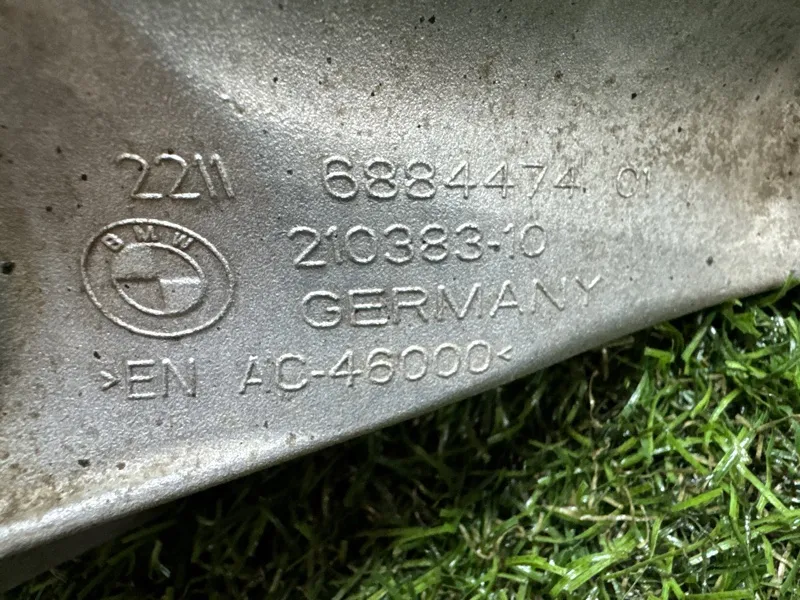 2211 6884474 01
BMW
210383-10
GERMANY
>EN AC-46000<